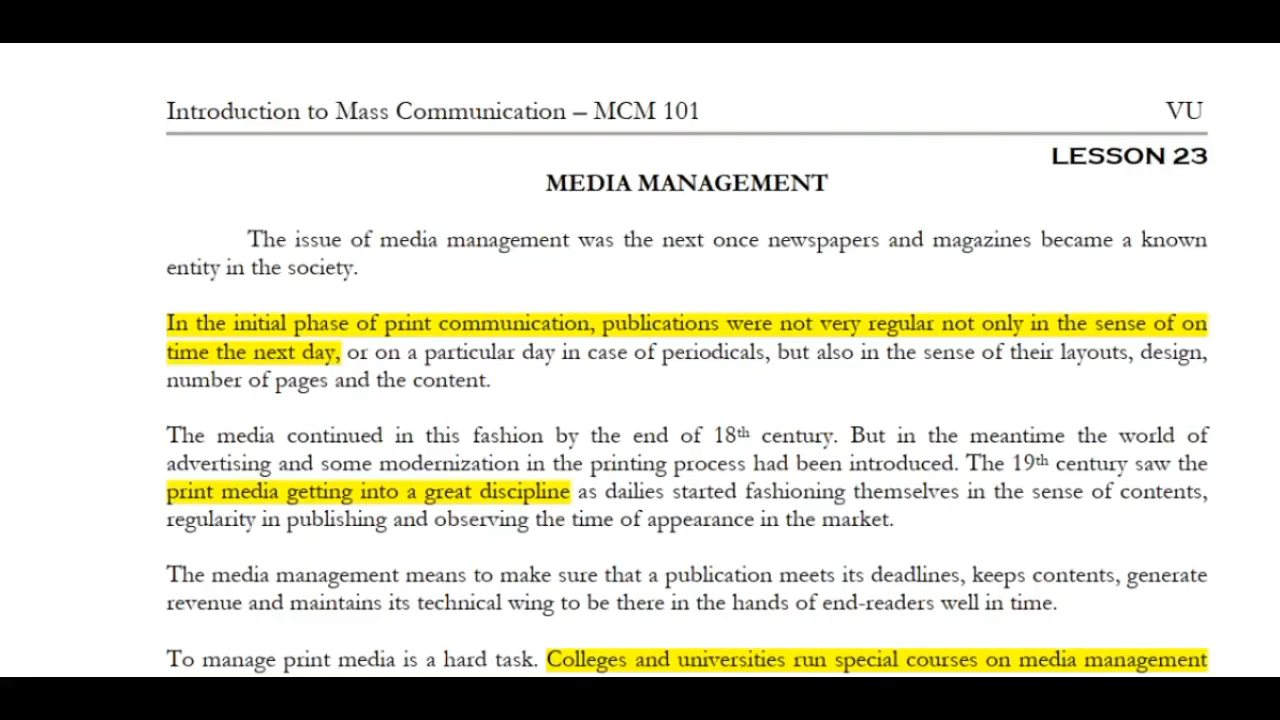 Introduction to Mass Communication – MCM 101 VU
LESSON 23
MEDIA MANAGEMENT
The issue of media management was the next once newspapers and magazines became a known
entity in the society.
In the initial phase of print communication, publications were not very regular not only in the sense of on
time the next day, or on a particular day in case of periodicals, but also in the sense of their layouts, design,
number of pages and the content.
The media continued in this fashion by the end of 18th century. But in the meantime the world of
advertising and some modernization in the printing process had been introduced. The 19th century saw the
print media getting into a great discipline as dailies started fashioning themselves in the sense of contents,
regularity in publishing and observing the time of appearance in the market.
The media management means to make sure that a publication meets its deadlines, keeps contents, generate
revenue and maintains its technical wing to be there in the hands of end-readers well in time.
To manage print media is a hard task. Colleges and universities run special courses on media management